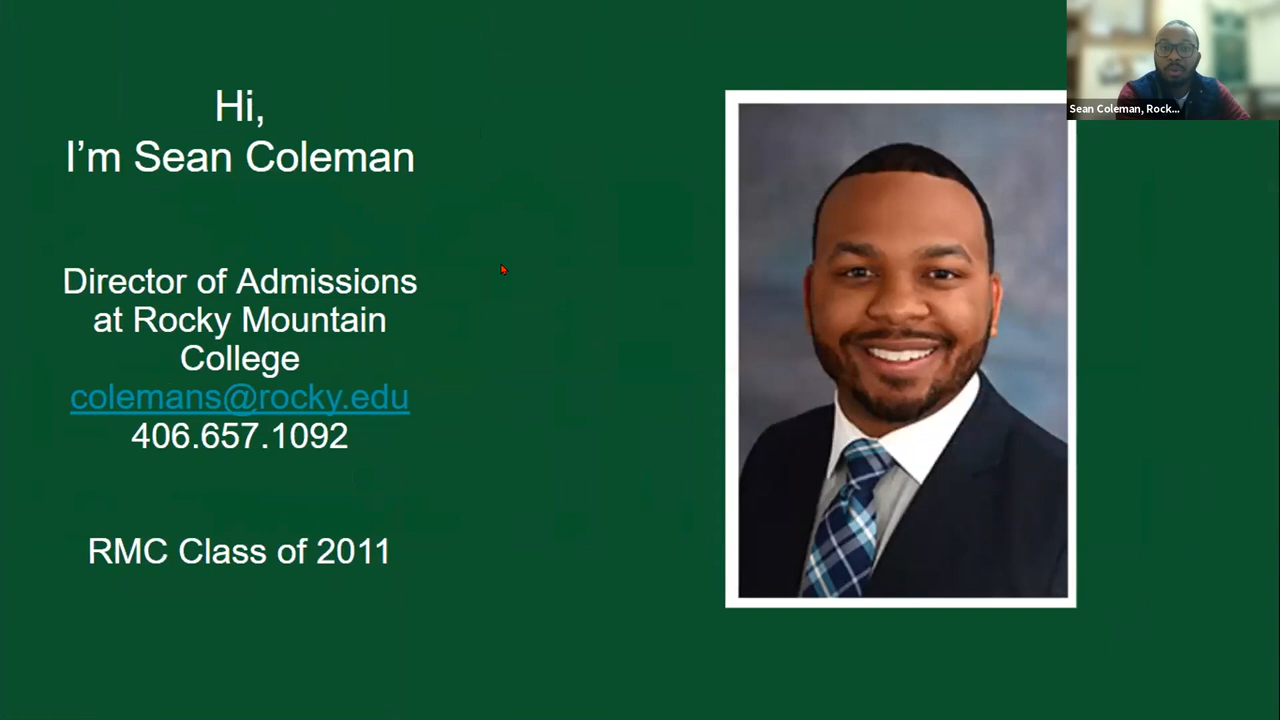 Hi,
I’m Sean Coleman
Director of Admissions
at Rocky Mountain
College
colemans@rocky.edu
406.657.1092
RMC Class of 2011
Sean Coleman, Rock...